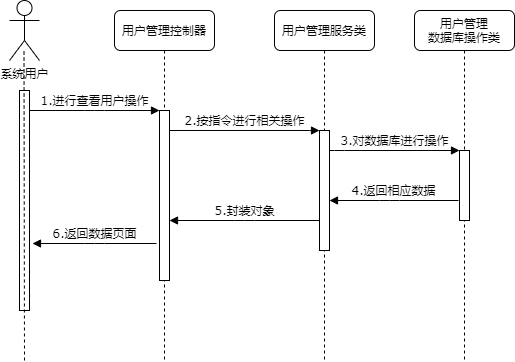 用户管理控制器
用户管理服务类
用户管理
数据库操作类
系统用户
1.进行查看用户操作
2.按指令进行相关操作
3.对数据库进行操作
4.返回相应数据
5.封装对象
6.返回数据页面